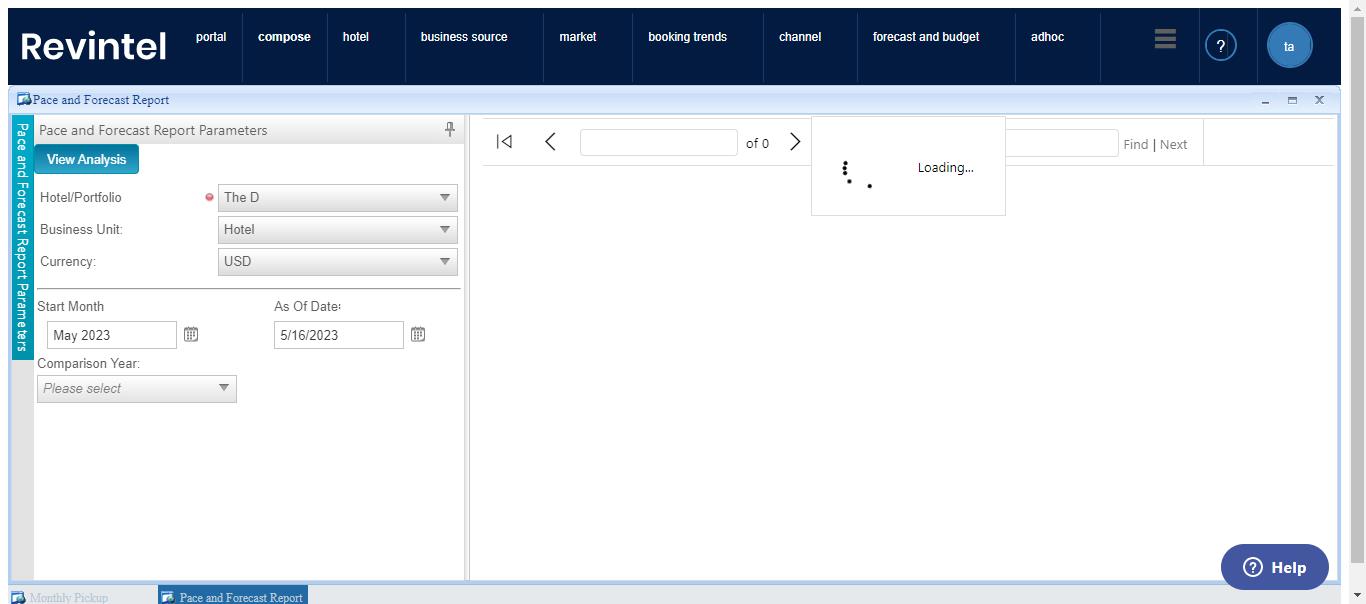 Revintel
portal compose hotel business source market booking trends channel forecast and budget adhoc ? ta
Pace and Forecast Report
Pace and Forecast Report Parameters
Pace and Forecast Report Parameters
View Analysis
Hotel/Portfolio The D
Business Unit: Hotel
Currency: USD
Start Month As Of Date:
May 2023 5/16/2023
Comparison Year:
Please select
of 0
Loading...
Find | Next
? Help
Monthly Pickup Pace and Forecast Report